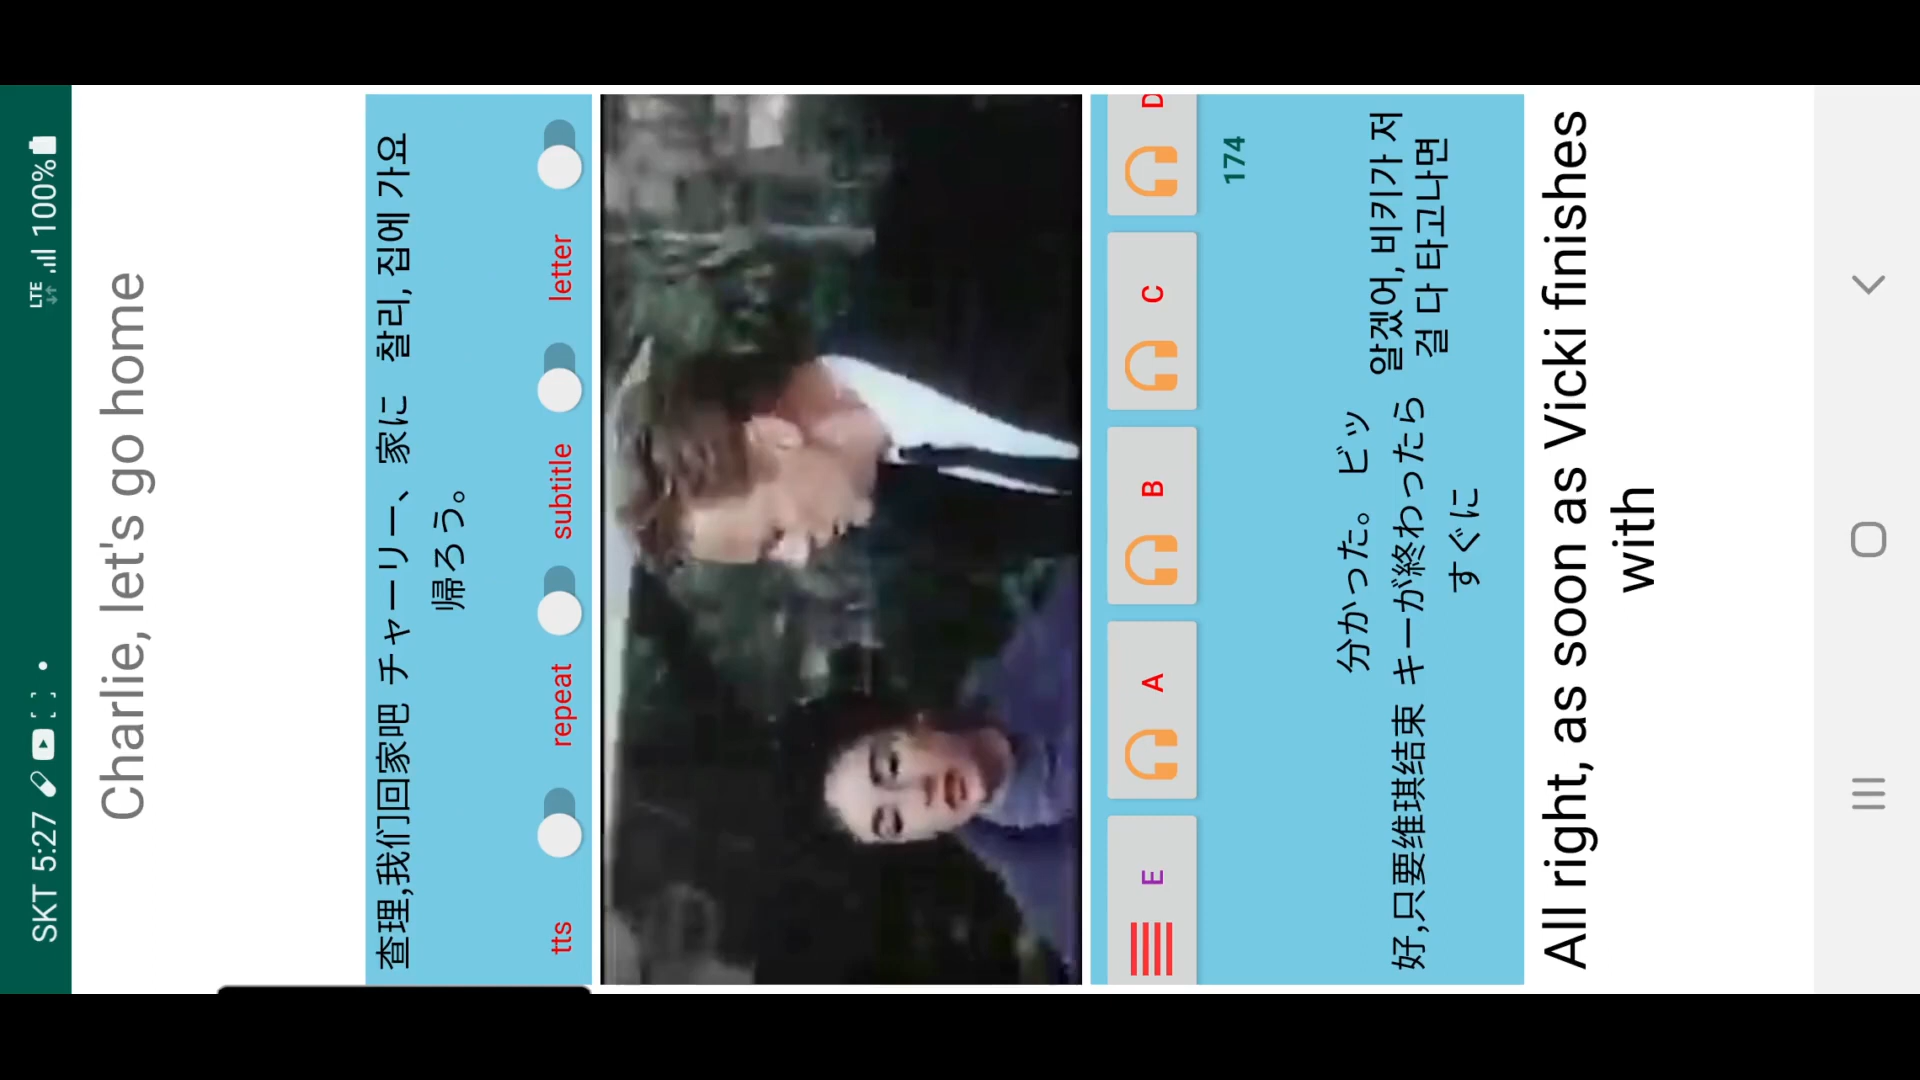 SKT 5:27
LTE
100%
Charlie, let's go home
查理,我们回家吧
チャーリー、家に
帰ろう。
찰리, 집에 가요
tts
repeat
subtitle
letter
E
A
B
C
D
174
好,只要维琪结束
分かった。ビッ
キーが終わったら
すぐに
알겠어, 비키가 저
걸 다 타고나면
All right, as soon as Vicki finishes
with